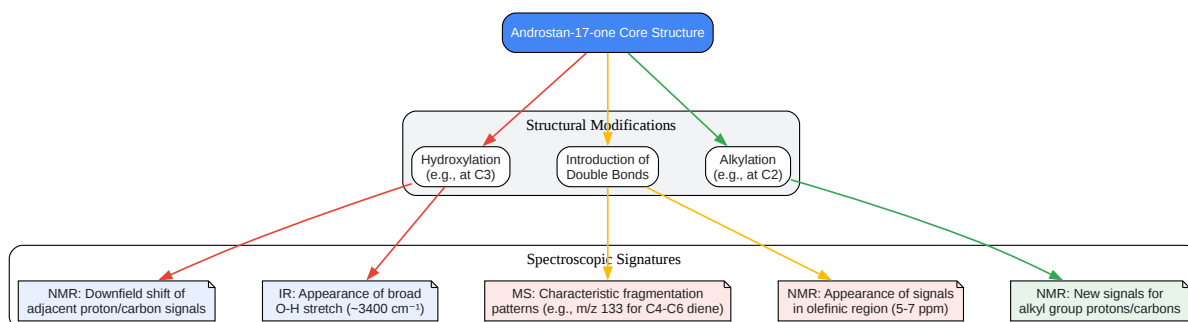 Androstan-17-one Core Structure
Structural Modifications
Hydroxylation
(e.g., at C3)
Introduction of
Double Bonds
Alkylation
(e.g., at C2)
Spectroscopic Signatures
NMR: Downfield shift of
adjacent proton/carbon signals
IR: Appearance of broad
O-H stretch (~3400 cm⁻¹)
MS: Characteristic fragmentation
patterns (e.g., m/z 133 for C4-C6 diene)
NMR: Appearance of signals
in olefinic region (5-7 ppm)
NMR: New signals for
alkyl group protons/carbons